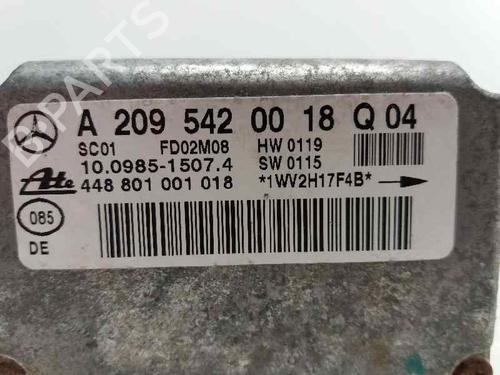 A 209 542 00 18 Q 04
SC01 FD02M08 HW 0119
10.0985-1507.4 SW 0115
Ate 448 801 001 018 *1WV2H17F4B*
085
DE
B-PARTS